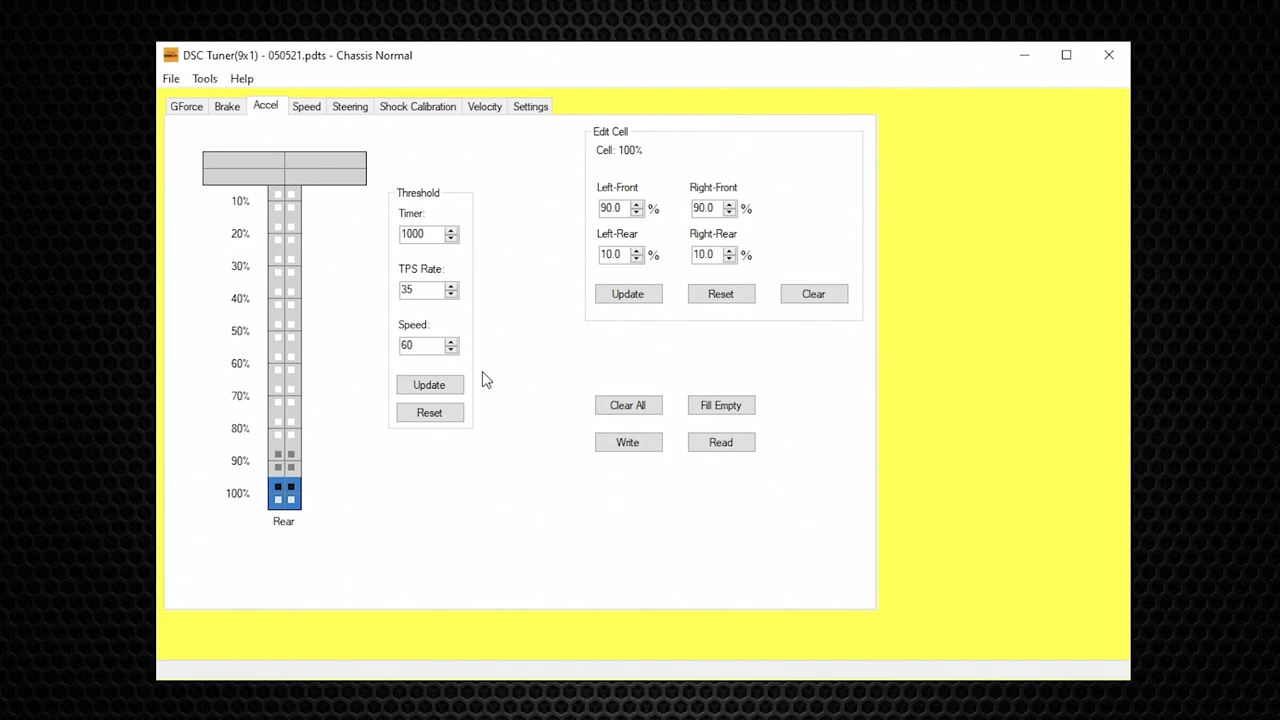 DSC Tuner(9x1) - 050521.pdts - Chassis Normal
File Tools Help
GForce Brake Accel Speed Steering Shock Calibration Velocity Settings
10%
20%
30%
40%
50%
60%
70%
80%
90%
100%
Rear
Threshold
Timer:
1000
TPS Rate:
35
Speed:
60
Update
Reset
Edit Cell
Cell: 100%
Left-Front Right-Front
90.0 % 90.0 %
Left-Rear Right-Rear
10.0 % 10.0 %
Update Reset Clear
Clear All Fill Empty
Write Read